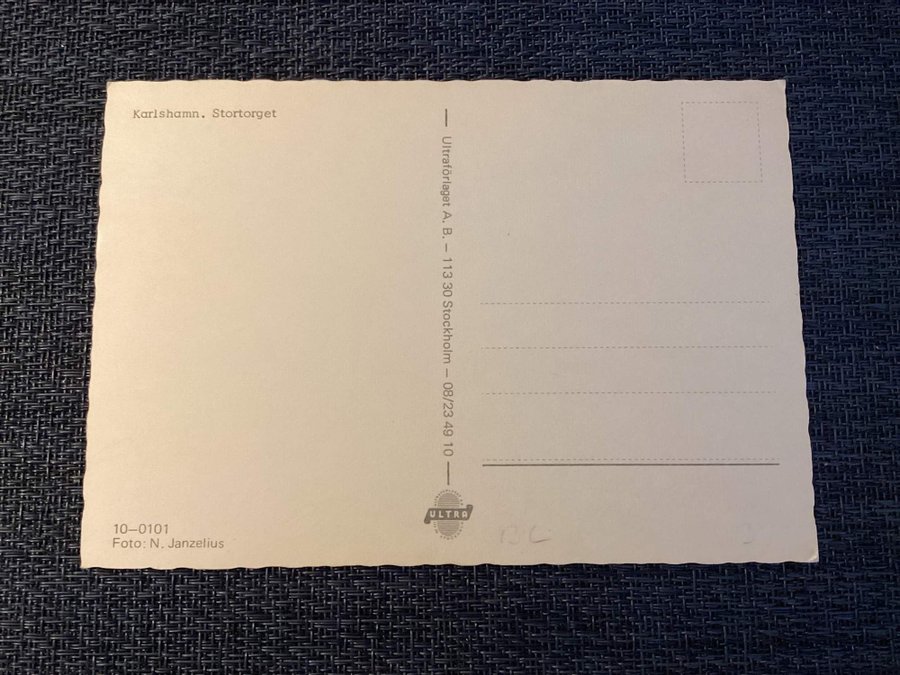 Karlshamn. Stortorget
Ultraförlaget A. B. – 113 30 Stockholm – 08/23 49 10
ULTRA
10–0101
Foto: N. Janzelius